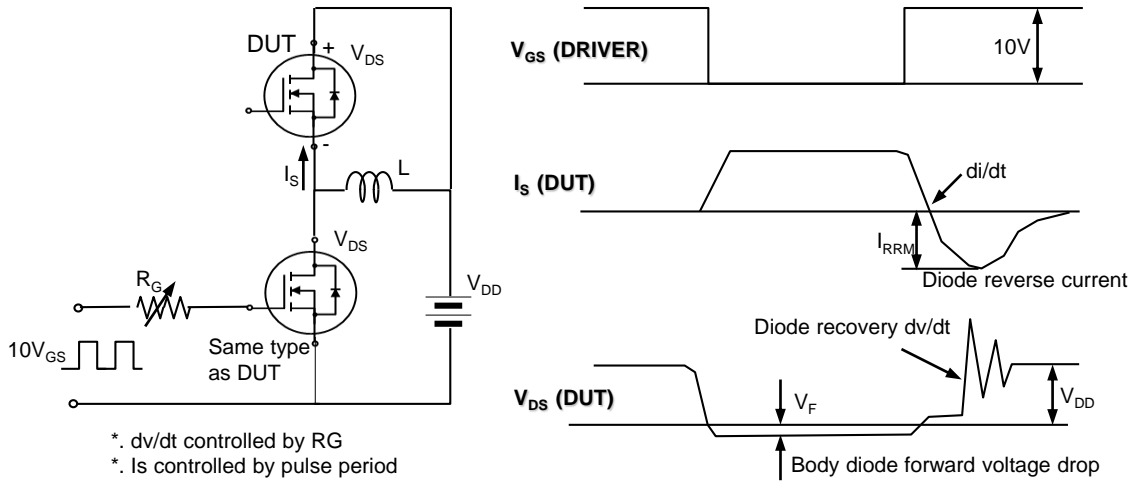 DUT
+
V_DS
-
I_S
L
V_DS
R_G
V_DD
10V_GS
Same type
as DUT
*. dv/dt controlled by RG
*. Is controlled by pulse period
V_GS (DRIVER)
10V
I_S (DUT)
di/dt
I_RRM
Diode reverse current
Diode recovery dv/dt
V_DS (DUT)
V_F
V_DD
Body diode forward voltage drop